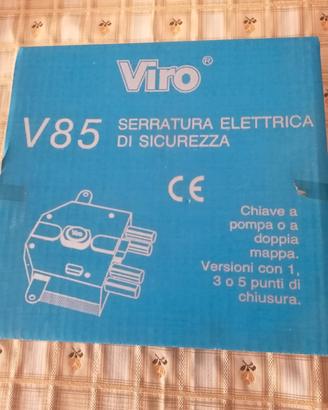 Viro®
V85 SERRATURA ELETTRICA
DI SICUREZZA
CE
Chiave a
pompa o a
doppia
mappa.
Versioni con 1,
3 o 5 punti di
chiusura.